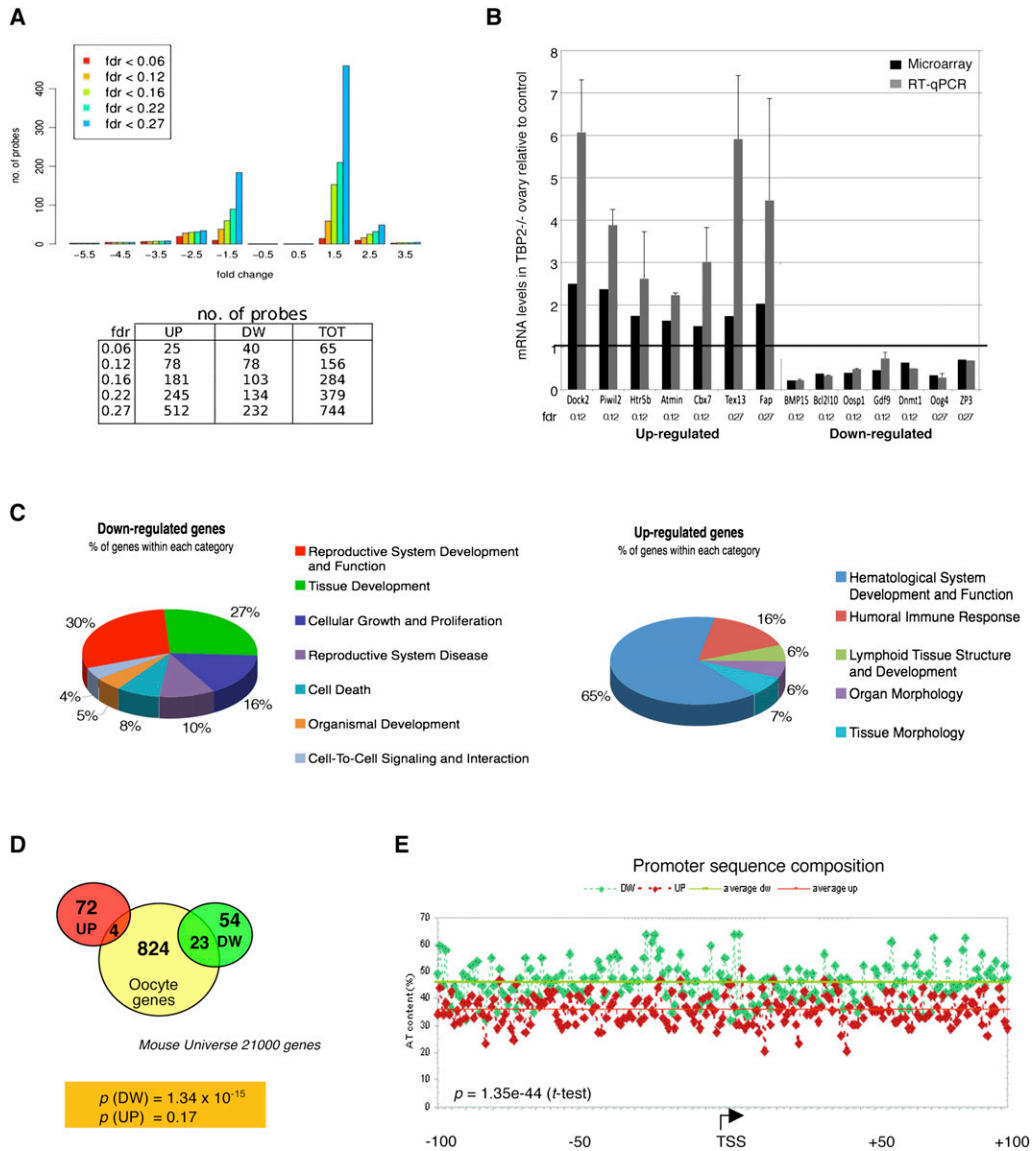 A
fdr < 0.06
fdr < 0.12
fdr < 0.16
fdr < 0.22
fdr < 0.27
no. of probes
400
300
200
100
0
−5.5 −4.5 −3.5 −2.5 −1.5 −0.5 0.5 1.5 2.5 3.5
fold change
no. of probes
fdr UP DW TOT
0.06 25 40 65
0.12 78 78 156
0.16 181 103 284
0.22 245 134 379
0.27 512 232 744
B
Microarray
RT-qPCR
mRNA levels in TBP2-/- ovary relative to control
8
7
6
5
4
3
2
1
0
Dock2 Piwil2 Htr5b Atmin Cbx7 Tex13 Fap BMP15 Bcl2l10 Oosp1 Gdf9 Dnmt1 Oog4 ZP3
fdr 0.12 0.12 0.12 0.12 0.12 0.27 0.27 0.12 0.12 0.12 0.12 0.12 0.27 0.27
Up-regulated Down-regulated
C
Down-regulated genes
% of genes within each category
30%
27%
16%
10%
8%
5%
4%
Reproductive System Development
and Function
Tissue Development
Cellular Growth and Proliferation
Reproductive System Disease
Cell Death
Organismal Development
Cell-To-Cell Signaling and Interaction
Up-regulated genes
% of genes within each category
65%
16%
6%
6%
7%
Hematological System
Development and Function
Humoral Immune Response
Lymphoid Tissue Structure
and Development
Organ Morphology
Tissue Morphology
D
72
UP
4
824
Oocyte
genes
23
54
DW
Mouse Universe 21000 genes
p (DW) = 1.34 x 10-15
p (UP) = 0.17
E
Promoter sequence composition
DW UP average dw average up
AT content(%)
70
60
50
40
30
20
10
0
p = 1.35e-44 (t-test)
-100 -50 TSS +50 +100